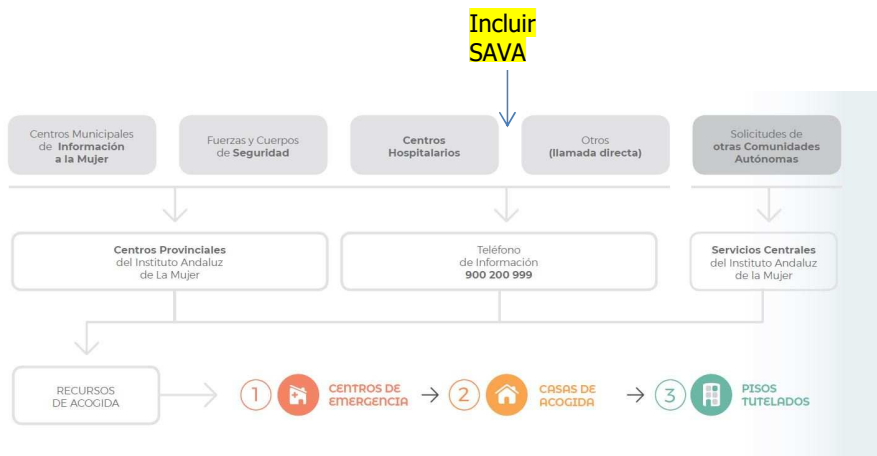 Incluir
SAVA
Centros Municipales
de Información
a la Mujer
Fuerzas y Cuerpos
de Seguridad
Centros
Hospitalarios
Otros
(llamada directa)
Solicitudes de
otras Comunidades
Autónomas
Centros Provinciales
del Instituto Andaluz
de La Mujer
Teléfono
de Información
900 200 999
Servicios Centrales
del Instituto Andaluz
de la Mujer
RECURSOS
DE ACOGIDA
1
CENTROS DE
EMERGENCIA
2
CASAS DE
ACOGIDA
3
PISOS
TUTELADOS